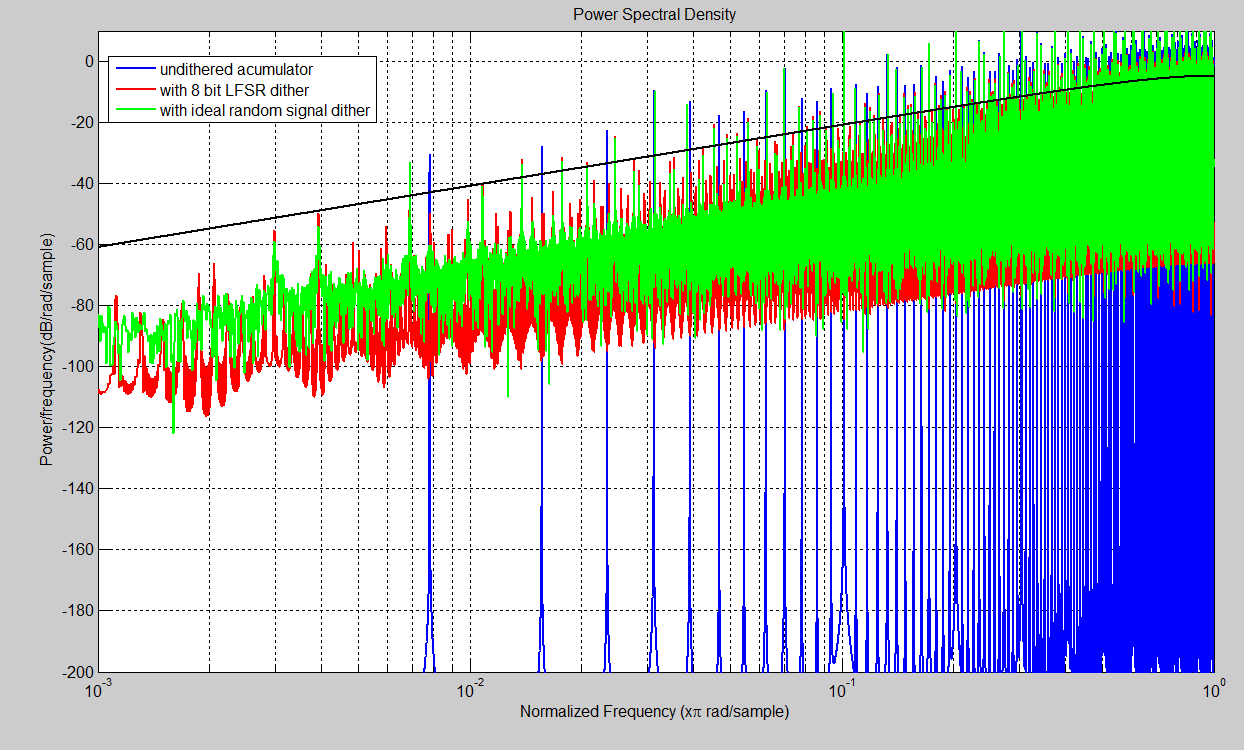 Power Spectral Density
undithered acumulator
with 8 bit LFSR dither
with ideal random signal dither
Power/frequency(dB/rad/sample)
0
-20
-40
-60
-80
-100
-120
-140
-160
-180
-200
10^-3
10^-2
10^-1
10^0
Normalized Frequency (xπ rad/sample)